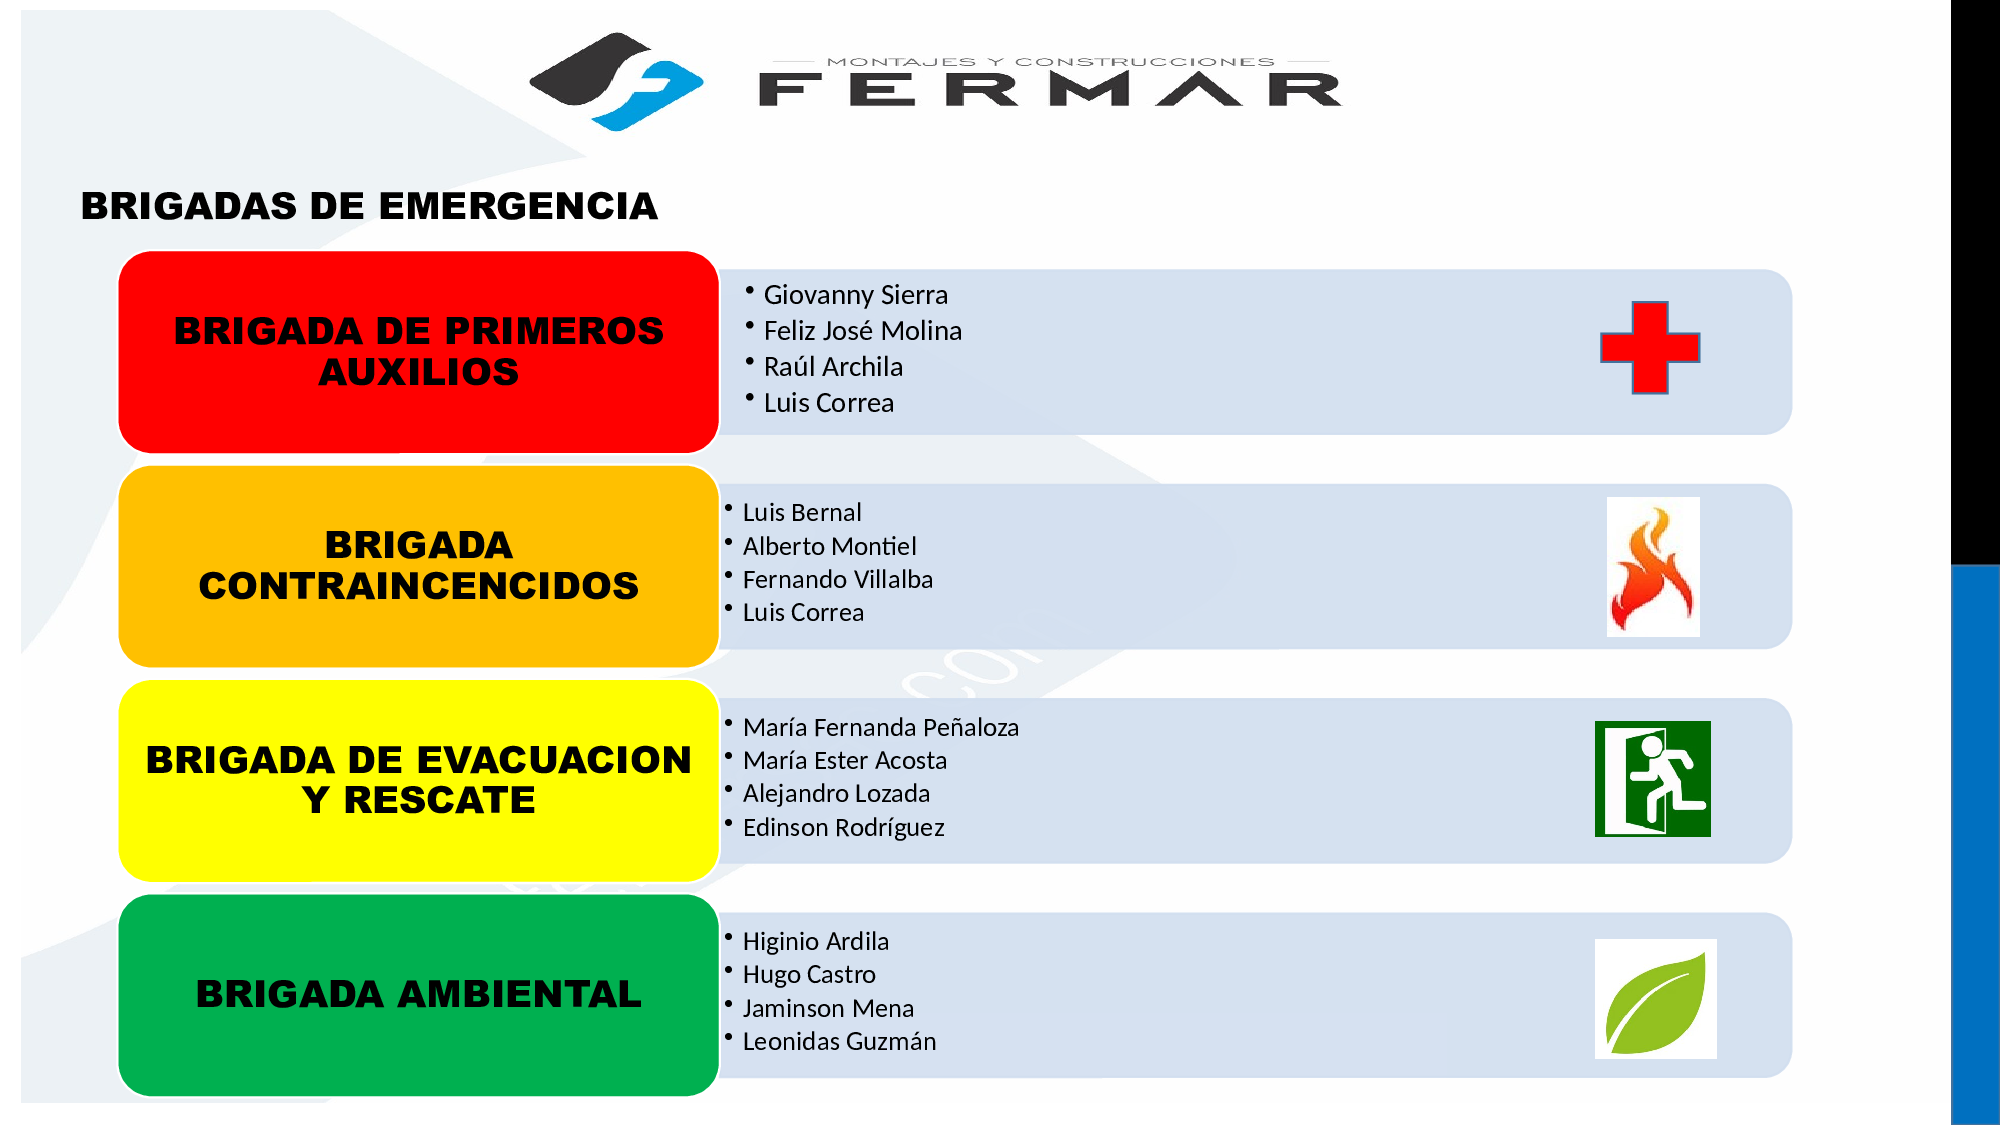 MONTAJES Y CONSTRUCCIONES
FERMAR
BRIGADAS DE EMERGENCIA
BRIGADA DE PRIMEROS
AUXILIOS
• Giovanny Sierra
• Feliz José Molina
• Raúl Archila
• Luis Correa
BRIGADA
CONTRAINCENCIDOS
• Luis Bernal
• Alberto Montiel
• Fernando Villalba
• Luis Correa
BRIGADA DE EVACUACION
Y RESCATE
• María Fernanda Peñaloza
• María Ester Acosta
• Alejandro Lozada
• Edinson Rodríguez
BRIGADA AMBIENTAL
• Higinio Ardila
• Hugo Castro
• Jaminson Mena
• Leonidas Guzmán